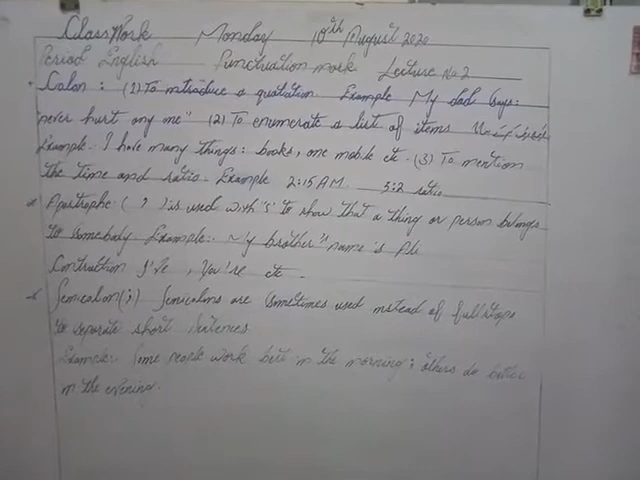 ClassWork Monday 10th August 2020
Period English Punctuation mark Lecture No 2
Colon : (1) To introduce a quotation Example My dad says:
never hurt any one" (2) To enumerate a list of items
Example. I have many things: books, one mobile etc. (3) To mention
the time and ratio. Example 2:15 AM. 3:2 ratio
Apostrophe ( ' ) is used with 's' to show that a thing or person belongs
to somebody Example:. My brother's name is Ali
Contraction I've, You're etc.
Semicolon(;) Semicolons are sometimes used instead of full stops
to separate short sentences
Example:. Some people work best in the morning; others do better
in the evening.